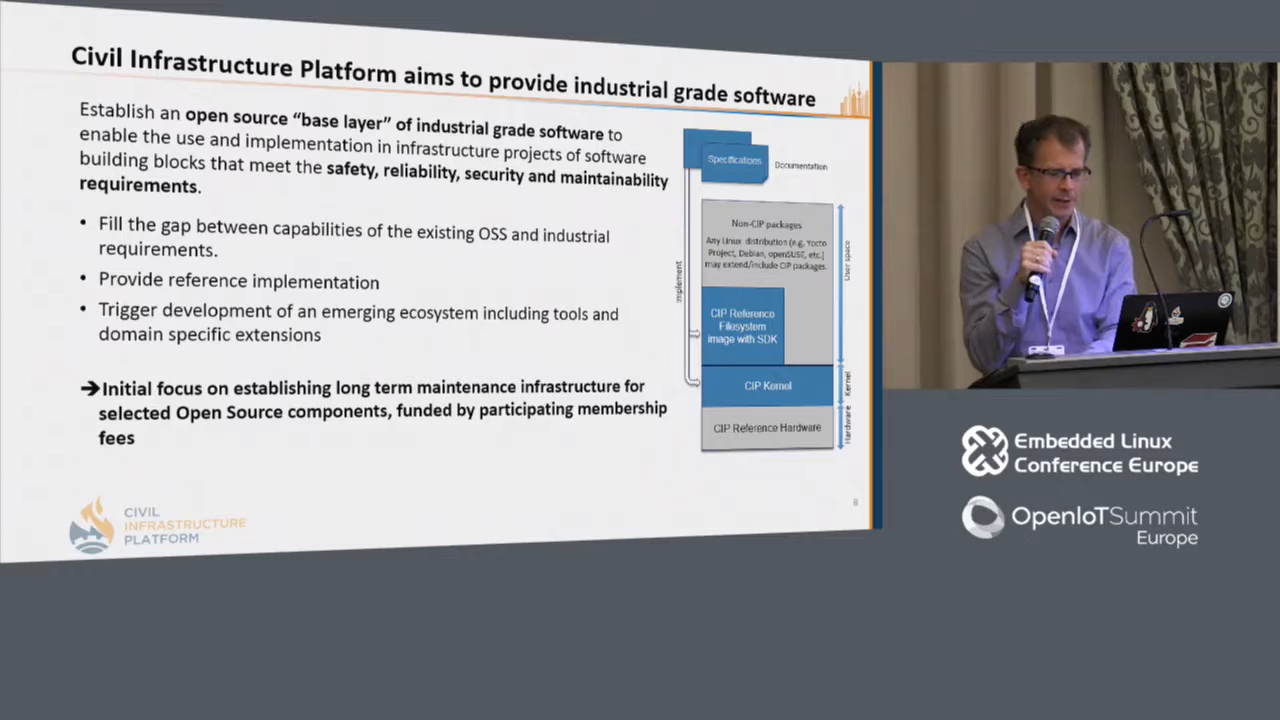 Civil Infrastructure Platform aims to provide industrial grade software
Establish an open source “base layer” of industrial grade software to
enable the use and implementation in infrastructure projects of software
building blocks that meet the safety, reliability, security and maintainability
requirements.
• Fill the gap between capabilities of the existing OSS and industrial
requirements.
• Provide reference implementation
• Trigger development of an emerging ecosystem including tools and
domain specific extensions
➔Initial focus on establishing long term maintenance infrastructure for
selected Open Source components, funded by participating membership
fees
Specifications
Documentation
Implement
Non-CIP packages
Any Linux distribution (e.g. Yocto
Project, Debian, openSUSE, etc.)
may extend/include CIP packages.
User space
CIP Reference
Filesystem
image with SDK
CIP Kernel
Kernel
CIP Reference Hardware
Hardware
8
CIVIL
INFRASTRUCTURE
PLATFORM
Embedded Linux
Conference Europe
OpenIoTSummit
Europe